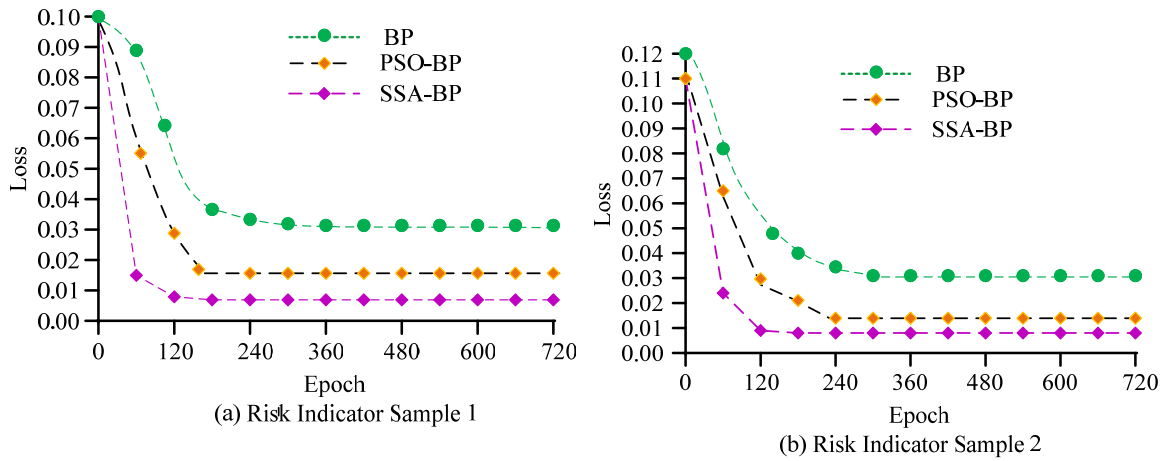 0.10
0.09
0.08
0.07
0.06
0.05
0.04
0.03
0.02
0.01
0.00
Loss
BP
PSO-BP
SSA-BP
0 120 240 360 480 600 720
Epoch
(a) Risk Indicator Sample 1
0.12
0.11
0.10
0.09
0.08
0.07
0.06
0.05
0.04
0.03
0.02
0.01
0.00
Loss
BP
PSO-BP
SSA-BP
0 120 240 360 480 600 720
Epoch
(b) Risk Indicator Sample 2